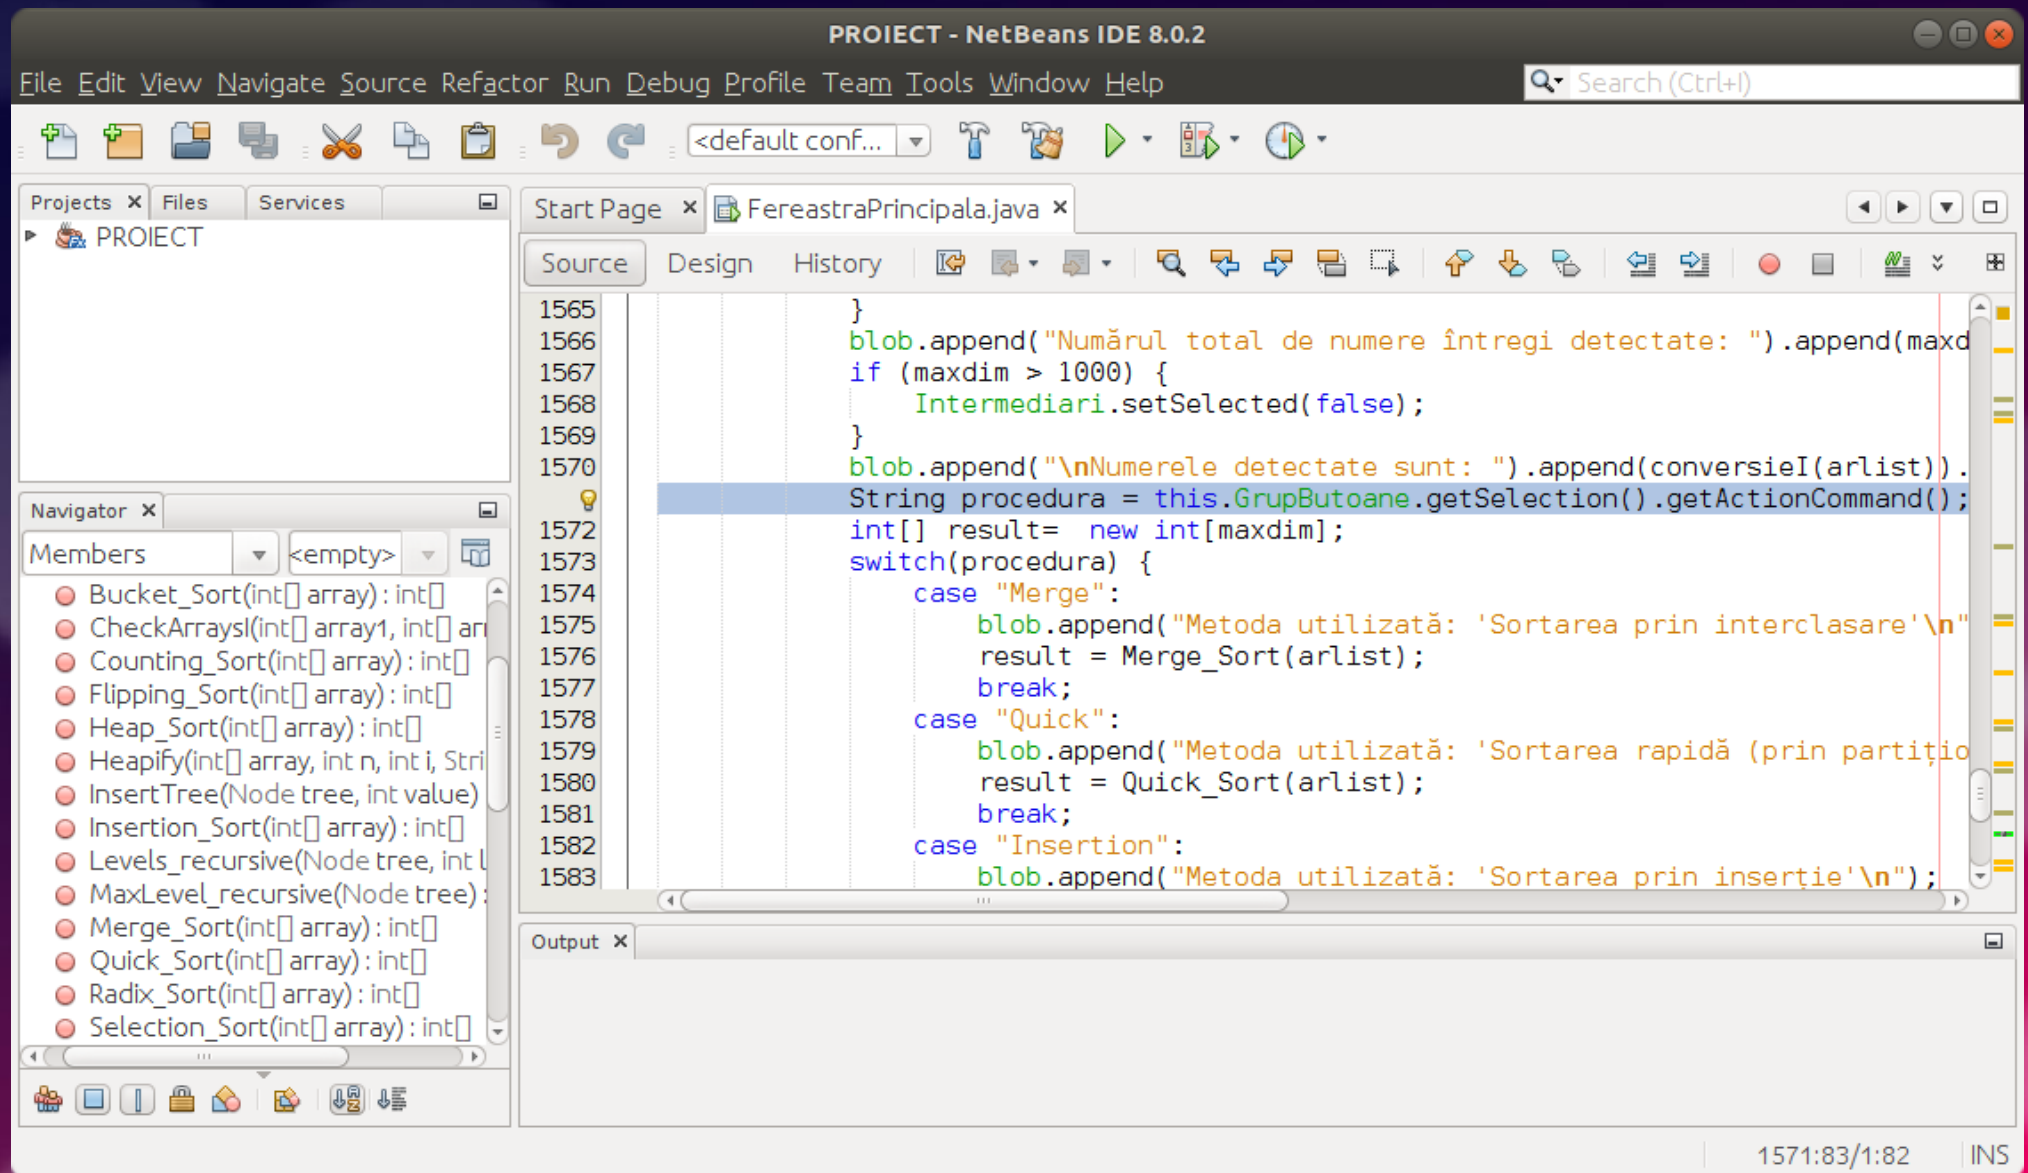 PROIECT - NetBeans IDE 8.0.2
File Edit View Navigate Source Refactor Run Debug Profile Team Tools Window Help
Search (Ctrl+I)
<default conf...
Projects Files Services
PROIECT
Navigator
Members <empty>
Bucket_Sort(int[] array) : int[]
CheckArraysI(int[] array1, int[] arr
Counting_Sort(int[] array) : int[]
Flipping_Sort(int[] array) : int[]
Heap_Sort(int[] array) : int[]
Heapify(int[] array, int n, int i, Stri
InsertTree(Node tree, int value)
Insertion_Sort(int[] array) : int[]
Levels_recursive(Node tree, int l
MaxLevel_recursive(Node tree) :
Merge_Sort(int[] array) : int[]
Quick_Sort(int[] array) : int[]
Radix_Sort(int[] array) : int[]
Selection_Sort(int[] array) : int[]
Start Page FereastraPrincipala.java
Source Design History
1565 }
1566 blob.append("Numărul total de numere întregi detectate: ").append(maxd
1567 if (maxdim > 1000) {
1568 Intermediari.setSelected(false);
1569 }
1570 blob.append("\nNumerele detectate sunt: ").append(conversieI(arlist)).
String procedura = this.GrupButoane.getSelection().getActionCommand();
1572 int[] result=  new int[maxdim];
1573 switch(procedura) {
1574 case "Merge":
1575 blob.append("Metoda utilizată: 'Sortarea prin interclasare'\n"
1576 result = Merge_Sort(arlist);
1577 break;
1578 case "Quick":
1579 blob.append("Metoda utilizată: 'Sortarea rapidă (prin partițio
1580 result = Quick_Sort(arlist);
1581 break;
1582 case "Insertion":
1583 blob.append("Metoda utilizată: 'Sortarea prin inserție'\n");
Output
1571:83/1:82 INS